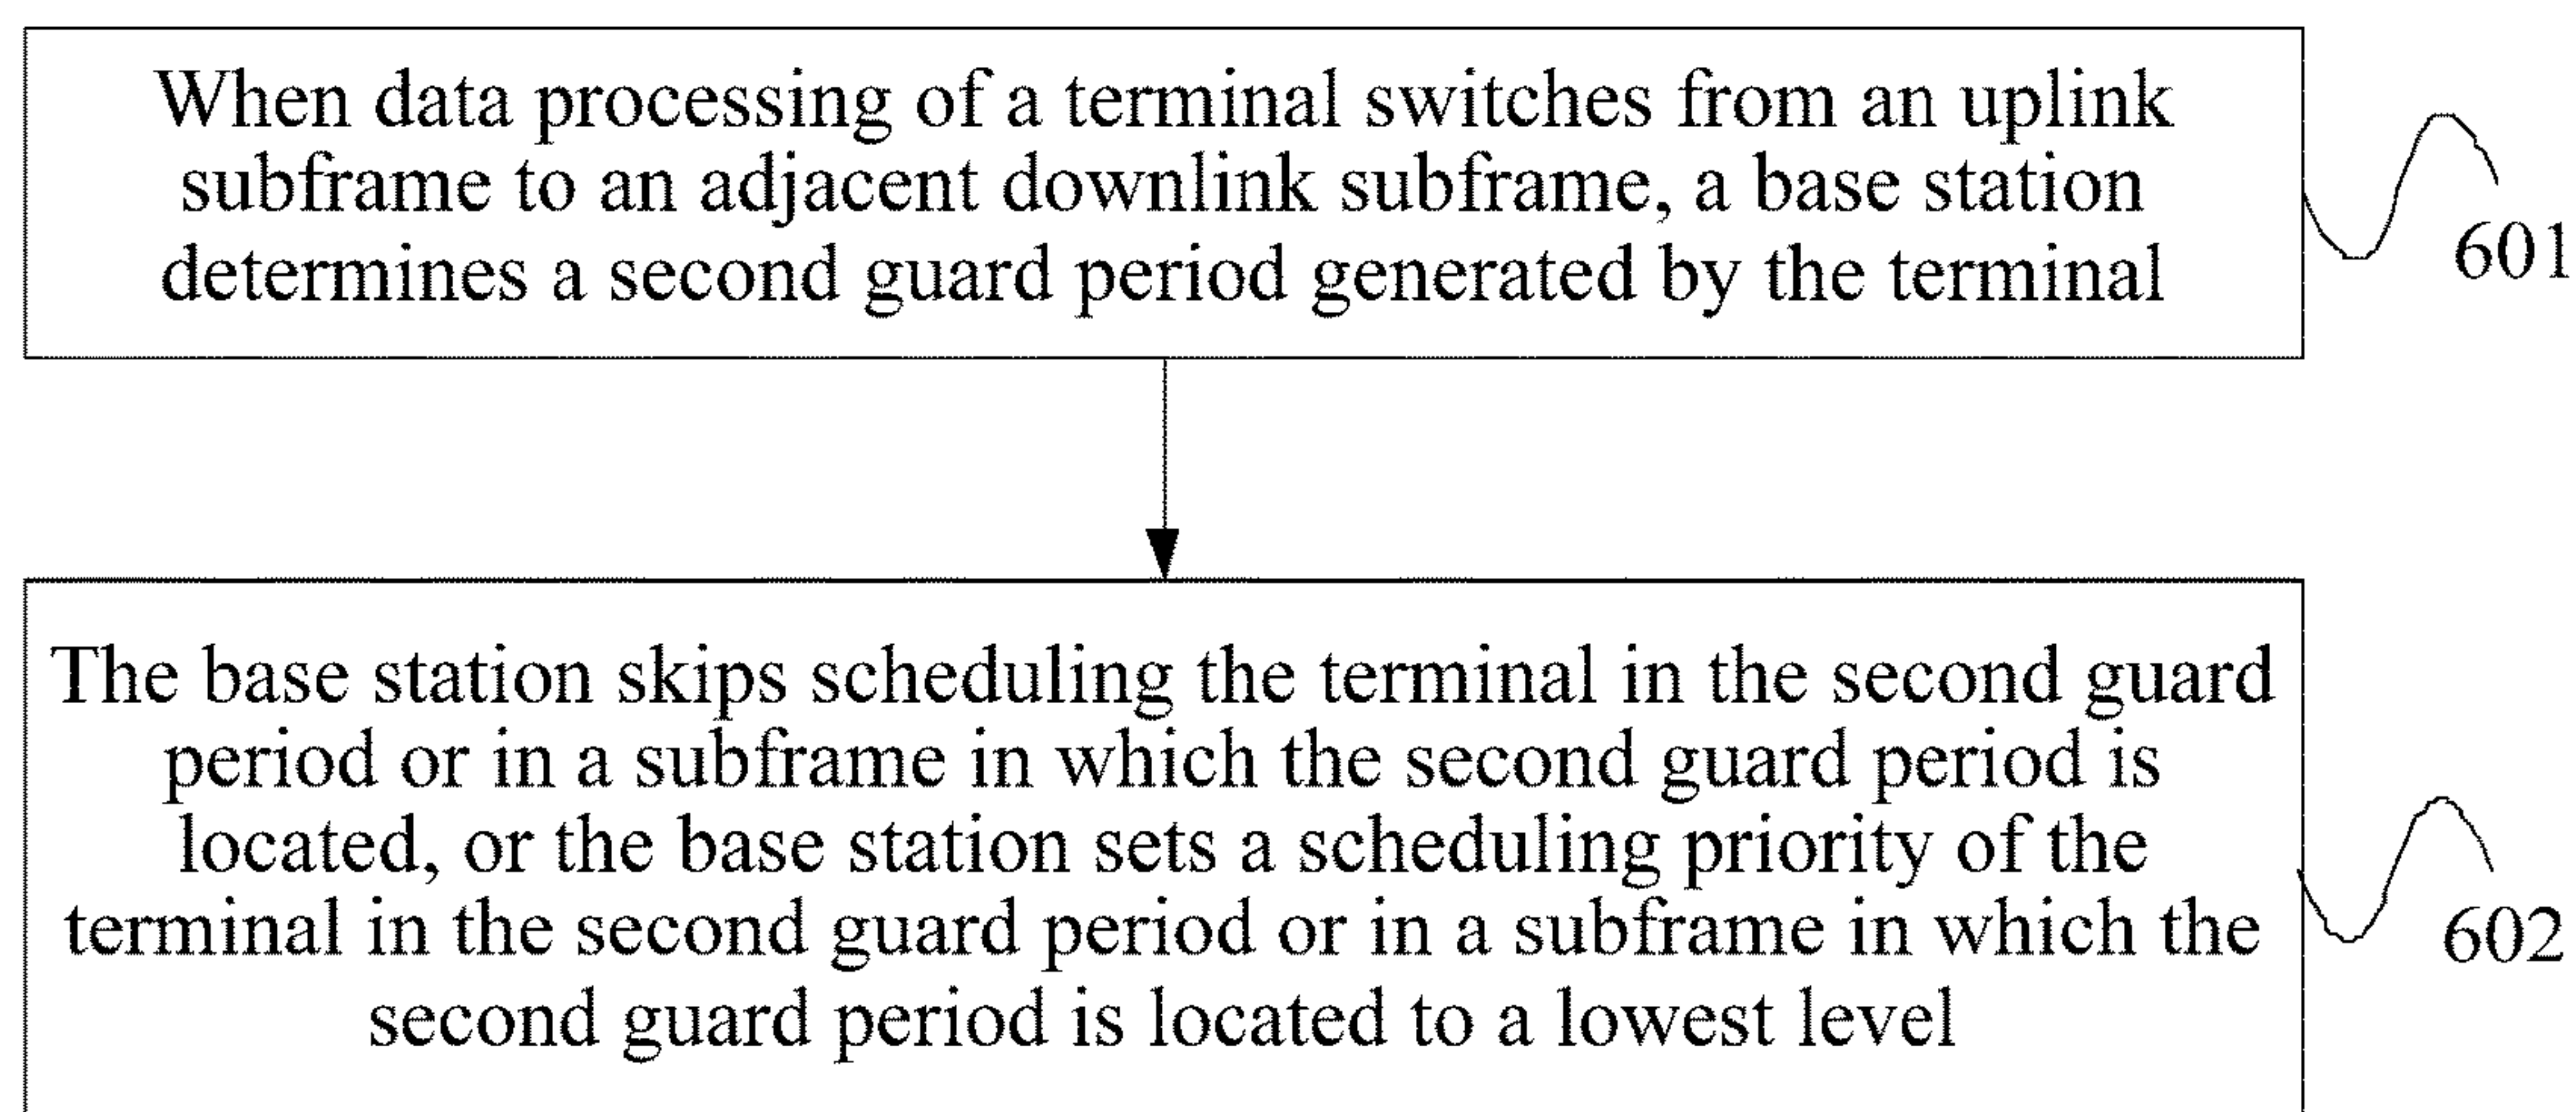 When data processing of a terminal switches from an uplink
subframe to an adjacent downlink subframe, a base station
determines a second guard period generated by the terminal
601
The base station skips scheduling the terminal in the second guard
period or in a subframe in which the second guard period is
located, or the base station sets a scheduling priority of the
terminal in the second guard period or in a subframe in which the
second guard period is located to a lowest level
602